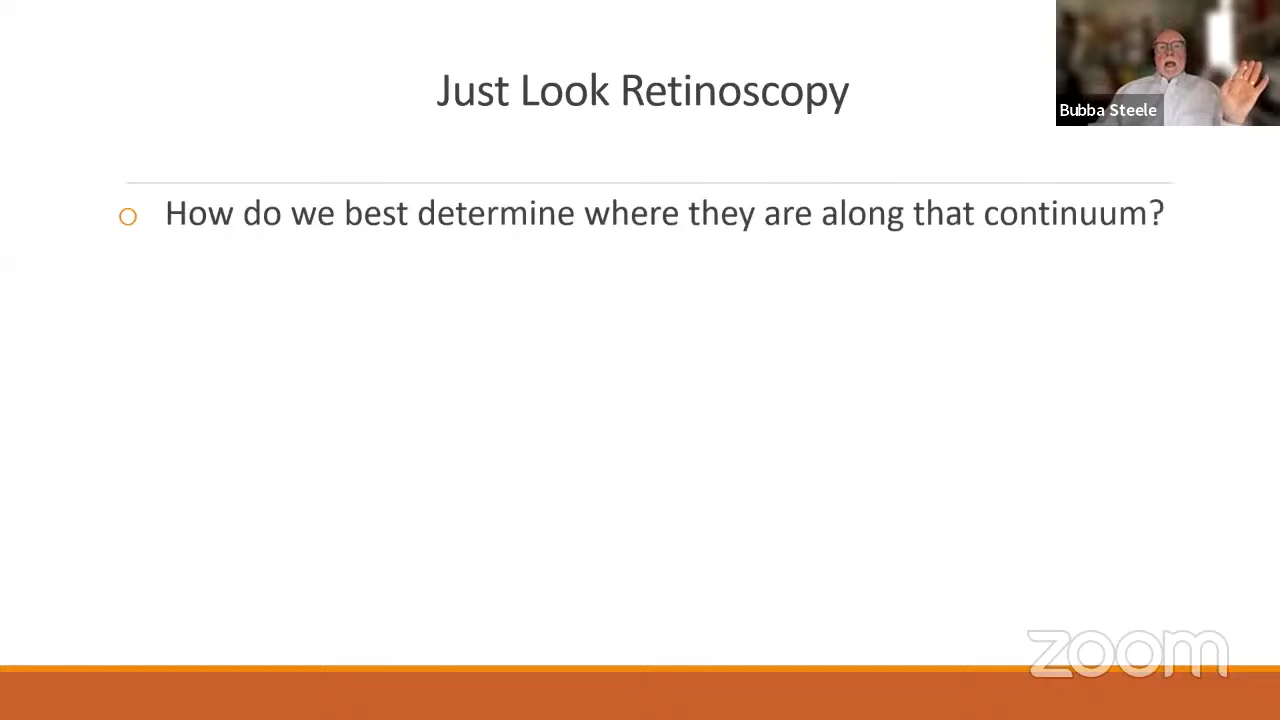 Just Look Retinoscopy
Bubba Steele
How do we best determine where they are along that continuum?
zoom